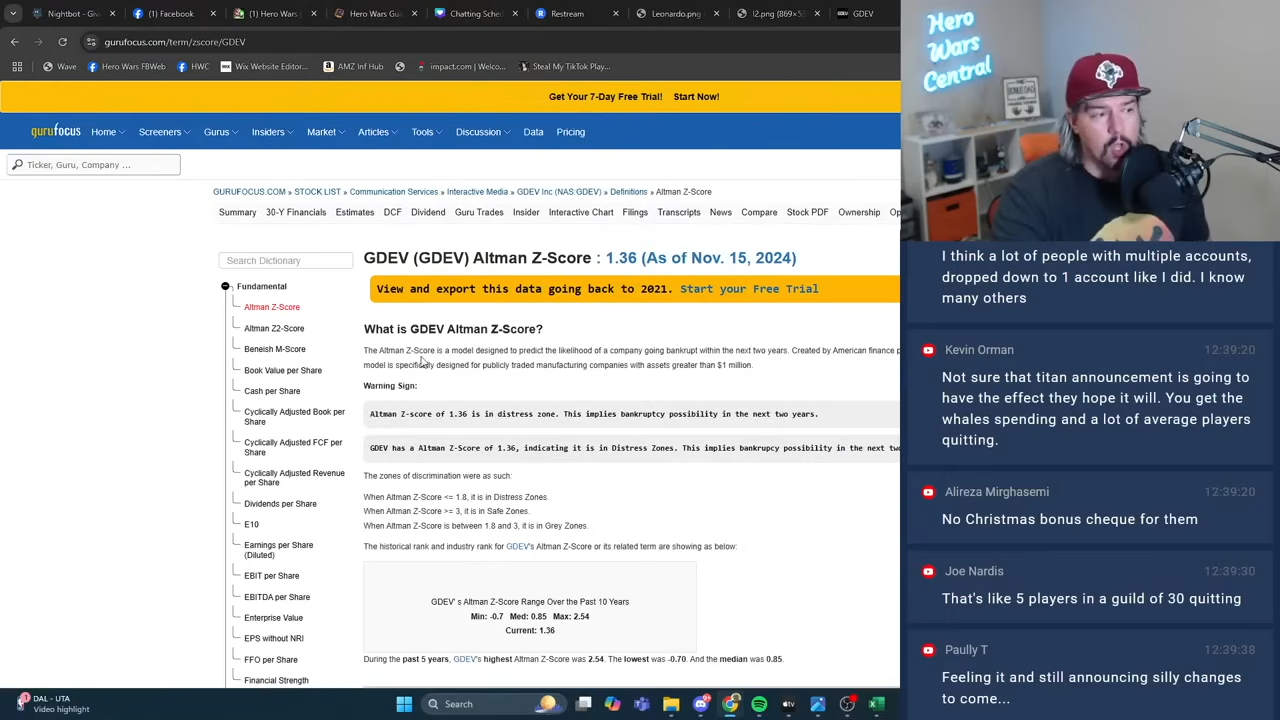 Nightbot
Inbox
(Facebook)
Inbox
impact.com
Restream
Leonardo.png
l2.png (869×5
GDEV
gurufocus.com/term/zscore/GDEV
Wave
Hero Wars FBWeb
HWC
Wix Website Editor...
AMZ Inf Hub
impact.com | Welco...
Steal My TikTok Play...
Get Your 7-Day Free Trial! Start Now!
gurufocus
Home
Screeners
Gurus
Insiders
Market
Articles
Tools
Discussion
Data
Pricing
Ticker, Guru, Company ...
GURUFOCUS.COM » STOCK LIST » Communication Services » Interactive Media » GDEV Inc (NAS:GDEV) » Definitions » Altman Z-Score
Summary
30-Y Financials
Estimates
DCF
Dividend
Guru Trades
Insider
Interactive Chart
Filings
Transcripts
News
Compare
Stock PDF
Ownership
Op
Search Dictionary
Fundamental
Altman Z-Score
Altman Z2-Score
Beneish M-Score
Book Value per Share
Cash per Share
Cyclically Adjusted Book per
Share
Cyclically Adjusted FCF per
Share
Cyclically Adjusted Revenue
per Share
Dividends per Share
E10
Earnings per Share
(Diluted)
EBIT per Share
EBITDA per Share
Enterprise Value
EPS without NRI
FFO per Share
Financial Strength
GDEV (GDEV) Altman Z-Score : 1.36 (As of Nov. 15, 2024)
View and export this data going back to 2021. Start your Free Trial
What is GDEV Altman Z-Score?
The Altman Z-Score is a model designed to predict the likelihood of a company going bankrupt within the next two years. Created by American finance p
model is specifically designed for publicly traded manufacturing companies with assets greater than $1 million.
Warning Sign:
Altman Z-score of 1.36 is in distress zone. This implies bankruptcy possibility in the next two years.
GDEV has a Altman Z-Score of 1.36, indicating it is in Distress Zones. This implies bankrupcy possibility in the next two
The zones of discrimination were as such:
When Altman Z-Score <= 1.8, it is in Distress Zones.
When Altman Z-Score >= 3, it is in Safe Zones.
When Altman Z-Score is between 1.8 and 3, it is in Grey Zones.
The historical rank and industry rank for GDEV's Altman Z-Score or its related term are showing as below:
GDEV' s Altman Z-Score Range Over the Past 10 Years
Min: -0.7 Med: 0.85 Max: 2.54
Current: 1.36
During the past 5 years, GDEV's highest Altman Z-Score was 2.54. The lowest was -0.70. And the median was 0.85.
1
USM - UTA
Video highlight
Search
Hero
Wars
Central
I think a lot of people with multiple accounts,
dropped down to 1 account like I did. I know
many others
Kevin Orman
12:39:20
Not sure that titan announcement is going to
have the effect they hope it will. You get the
whales spending and a lot of average players
quitting.
Alireza Mirghasemi
12:39:20
No Christmas bonus cheque for them
Joe Nardis
12:39:30
That's like 5 players in a guild of 30 quitting
Paully T
12:39:38
Feeling it and still announcing silly changes
to come...